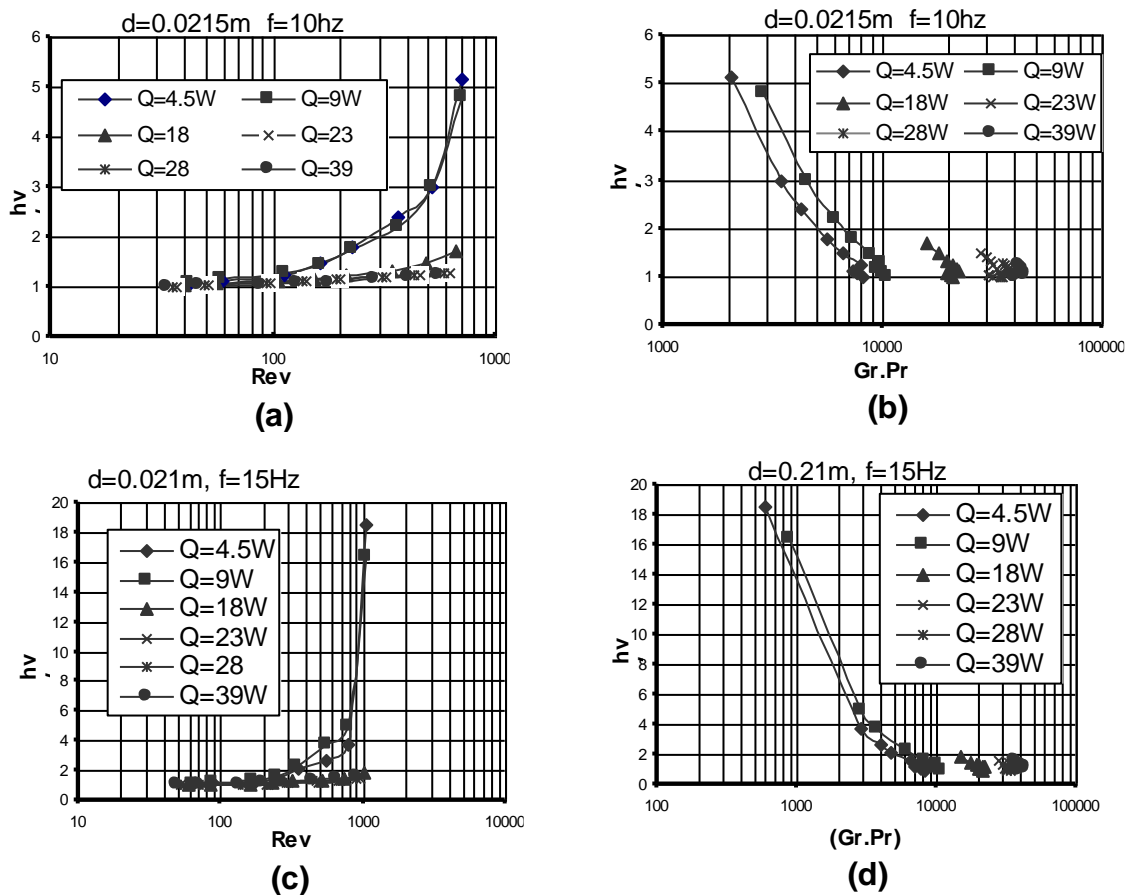 d=0.0215m f=10hz
6
5
4
3
2
1
0
hv
,
Q=4.5W Q=9W
Q=18 Q=23
Q=28 Q=39
10 100 1000
Rev
(a)
d=0.0215m f=10hz
6
5
4
3
2
1
0
hv
,
Q=4.5W Q=9W
Q=18W Q=23W
Q=28W Q=39W
1000 10000 100000
Gr.Pr
(b)
d=0.021m, f=15Hz
20
18
16
14
12
10
8
6
4
2
0
hv
,
Q=4.5W
Q=9W
Q=18W
Q=23W
Q=28
Q=39W
10 100 1000 10000
Rev
(c)
d=0.21m, f=15Hz
20
18
16
14
12
10
8
6
4
2
0
hv
,
Q=4.5W
Q=9W
Q=18W
Q=23W
Q=28W
Q=39W
100 1000 10000 100000
(Gr.Pr)
(d)